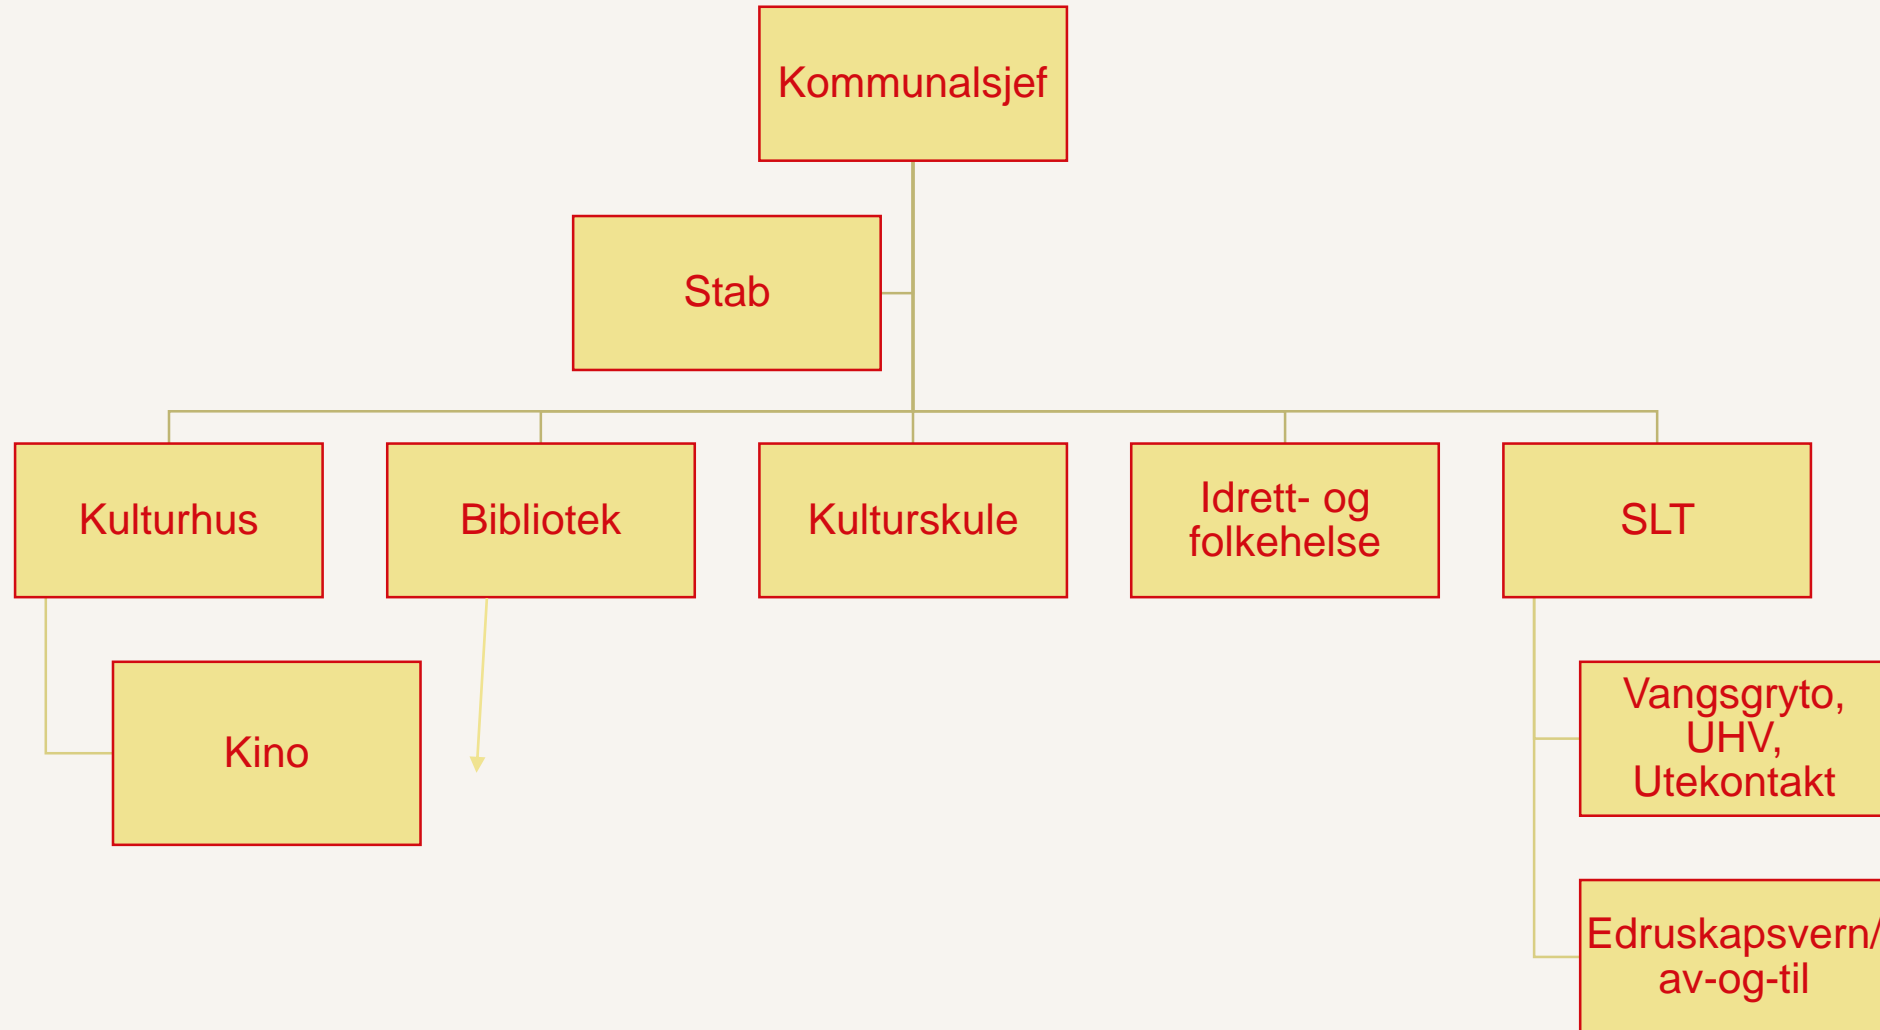 Kommunalsjef
Stab
Kulturhus
Bibliotek
Kulturskule
Idrett- og
folkehelse
SLT
Kino
Vangsgryto,
UHV,
Utekontakt
Edruskapsvern/
av-og-til